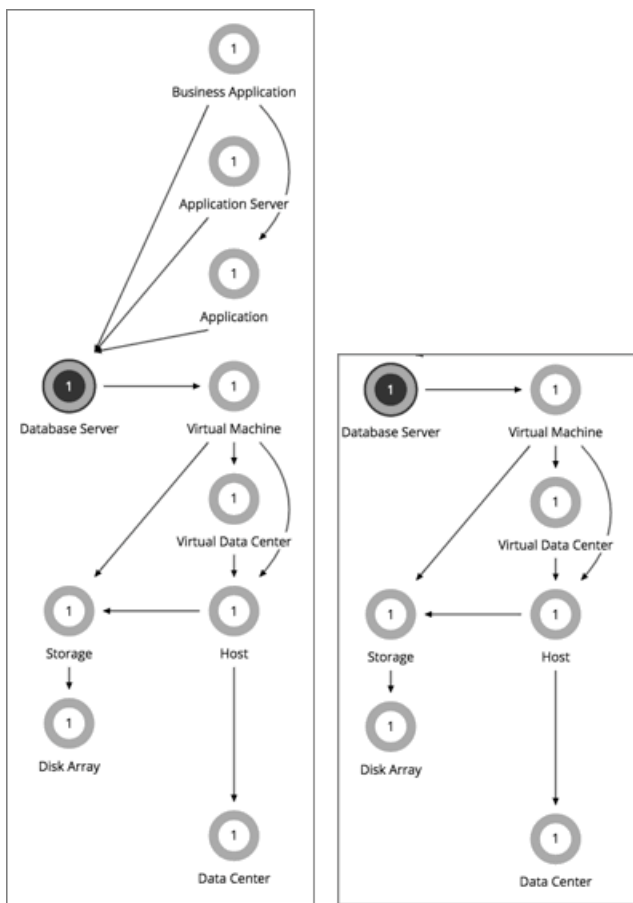 1
Business Application
1
Application Server
1
Application
1
Database Server
1
Virtual Machine
1
Virtual Data Center
1
Storage
1
Host
1
Disk Array
1
Data Center
1
Database Server
1
Virtual Machine
1
Virtual Data Center
1
Storage
1
Host
1
Disk Array
1
Data Center